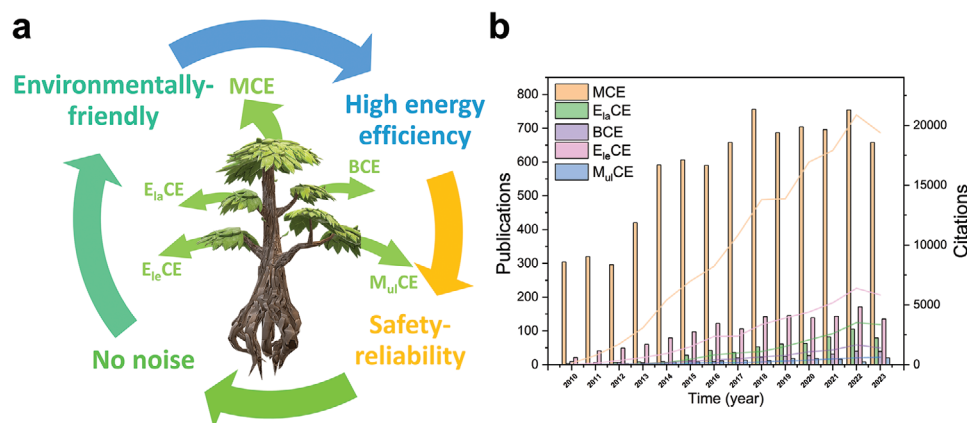 a
Environmentally-
friendly
MCE
High energy
efficiency
BCE
ElaCE
EleCE
MulCE
Safety-
reliability
No noise
b
MCE
ElaCE
BCE
EleCE
MulCE
Publications
800
700
600
500
400
300
200
100
0
Citations
20000
15000
10000
5000
0
2010
2011
2012
2013
2014
2015
2016
2017
2018
2019
2020
2021
2022
2023
Time (year)